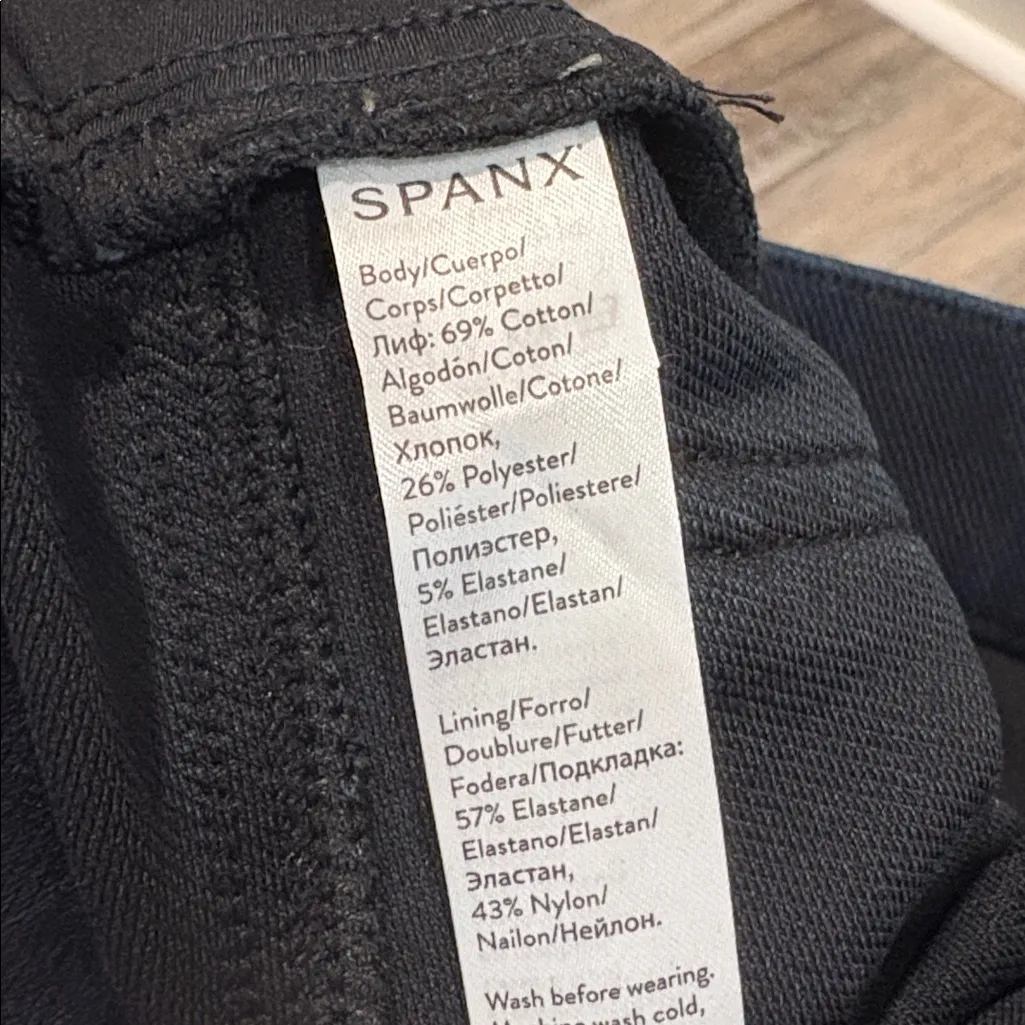 SPANX
Body/Cuerpo/
Corps/Corpetto/
Лиф: 69% Cotton/
Algodón/Coton/
Baumwolle/Cotone/
Хлопок,
26% Polyester/
Poliéster/Poliestere/
Полиэстер,
5% Elastane/
Elastano/Elastan/
Эластан.
Lining/Forro/
Doublure/Futter/
Fodera/Подкладка:
57% Elastane/
Elastano/Elastan/
Эластан,
43% Nylon/
Nailon/Нейлон.
Wash before wearing.
wash cold,